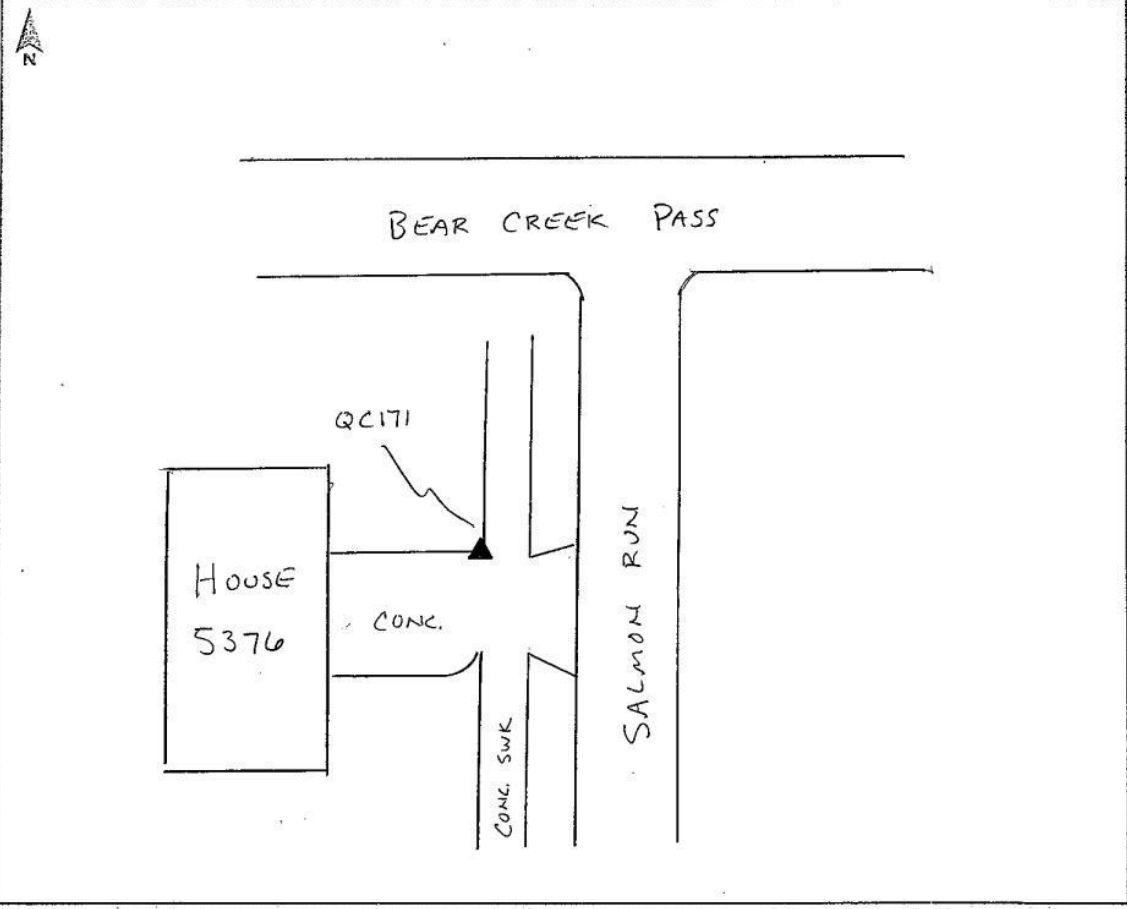 N
BEAR CREEK PASS
QC171
HOUSE
5376
CONC.
SALMON RUN
CONC. SWK